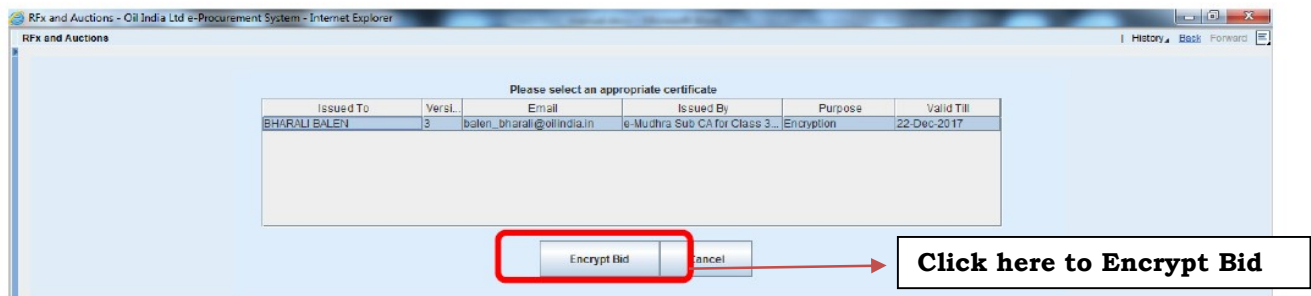 RFx and Auctions - Oil India Ltd e-Procurement System - Internet Explorer
RFx and Auctions | History Back Forward
Please select an appropriate certificate
Issued To Versi... Email Issued By Purpose Valid Till
BHARALI BALEN 3 balen_bharali@oilindia.in e-Mudhra Sub CA for Class 3... Encryption 22-Dec-2017
Encrypt Bid Cancel Click here to Encrypt Bid